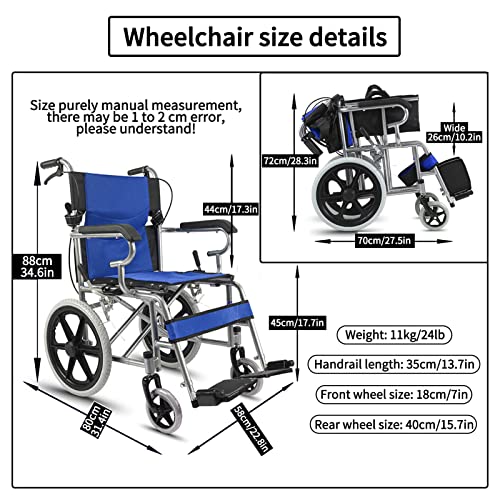 Wheelchair size details
Size purely manual measurement,
there may be 1 to 2 cm error,
please understand!
88cm
34.6in
44cm/17.3in
45cm/17.7in
80cm
31.4in
58cm/22.8in
72cm/28.3in
Wide
26cm/10.2in
70cm/27.5in
Weight: 11kg/24lb
Handrail length: 35cm/13.7in
Front wheel size: 18cm/7in
Rear wheel size: 40cm/15.7in